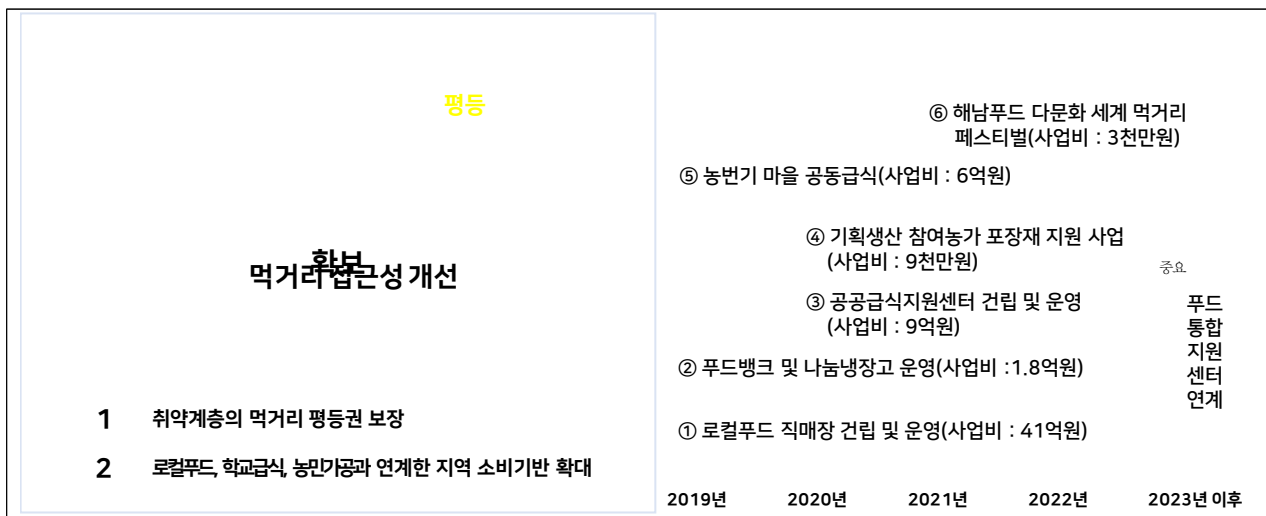 평등
확보
먹거리 접근성 개선
1 취약계층의 먹거리 평등권 보장
2 로컬푸드, 학교급식, 농민가공과 연계한 지역 소비기반 확대
⑥ 해남푸드 다문화 세계 먹거리
페스티벌(사업비 : 3천만원)
⑤ 농번기 마을 공동급식(사업비 : 6억원)
④ 기획생산 참여농가 포장재 지원 사업
(사업비 : 9천만원)
③ 공공급식지원센터 건립 및 운영
(사업비 : 9억원)
② 푸드뱅크 및 나눔냉장고 운영(사업비 :1.8억원)
① 로컬푸드 직매장 건립 및 운영(사업비 : 41억원)
중요
푸드
통합
지원
센터
연계
2019년 2020년 2021년 2022년 2023년 이후